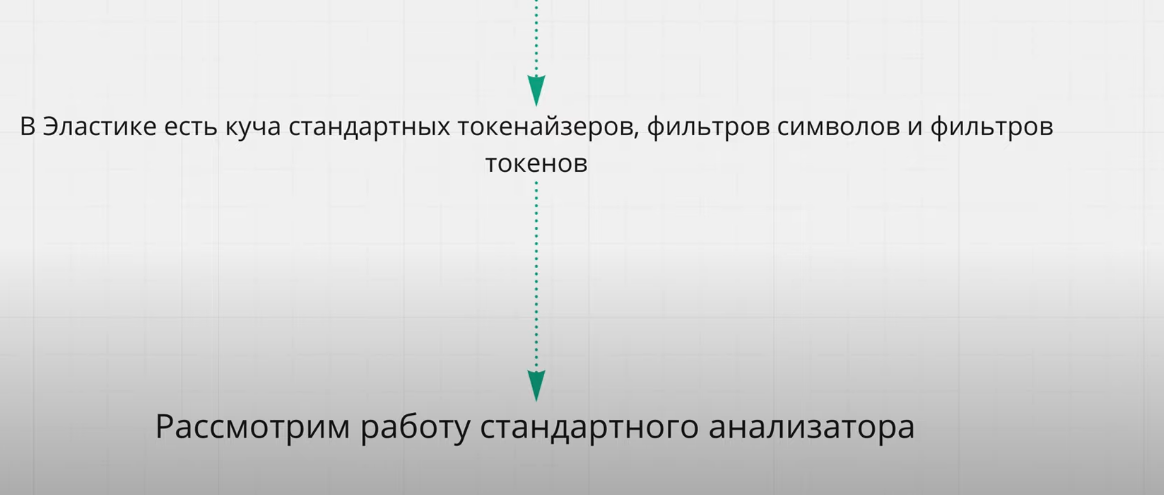 В Эластике есть куча стандартных токенайзеров, фильтров символов и фильтров
токенов
Рассмотрим работу стандартного анализатора